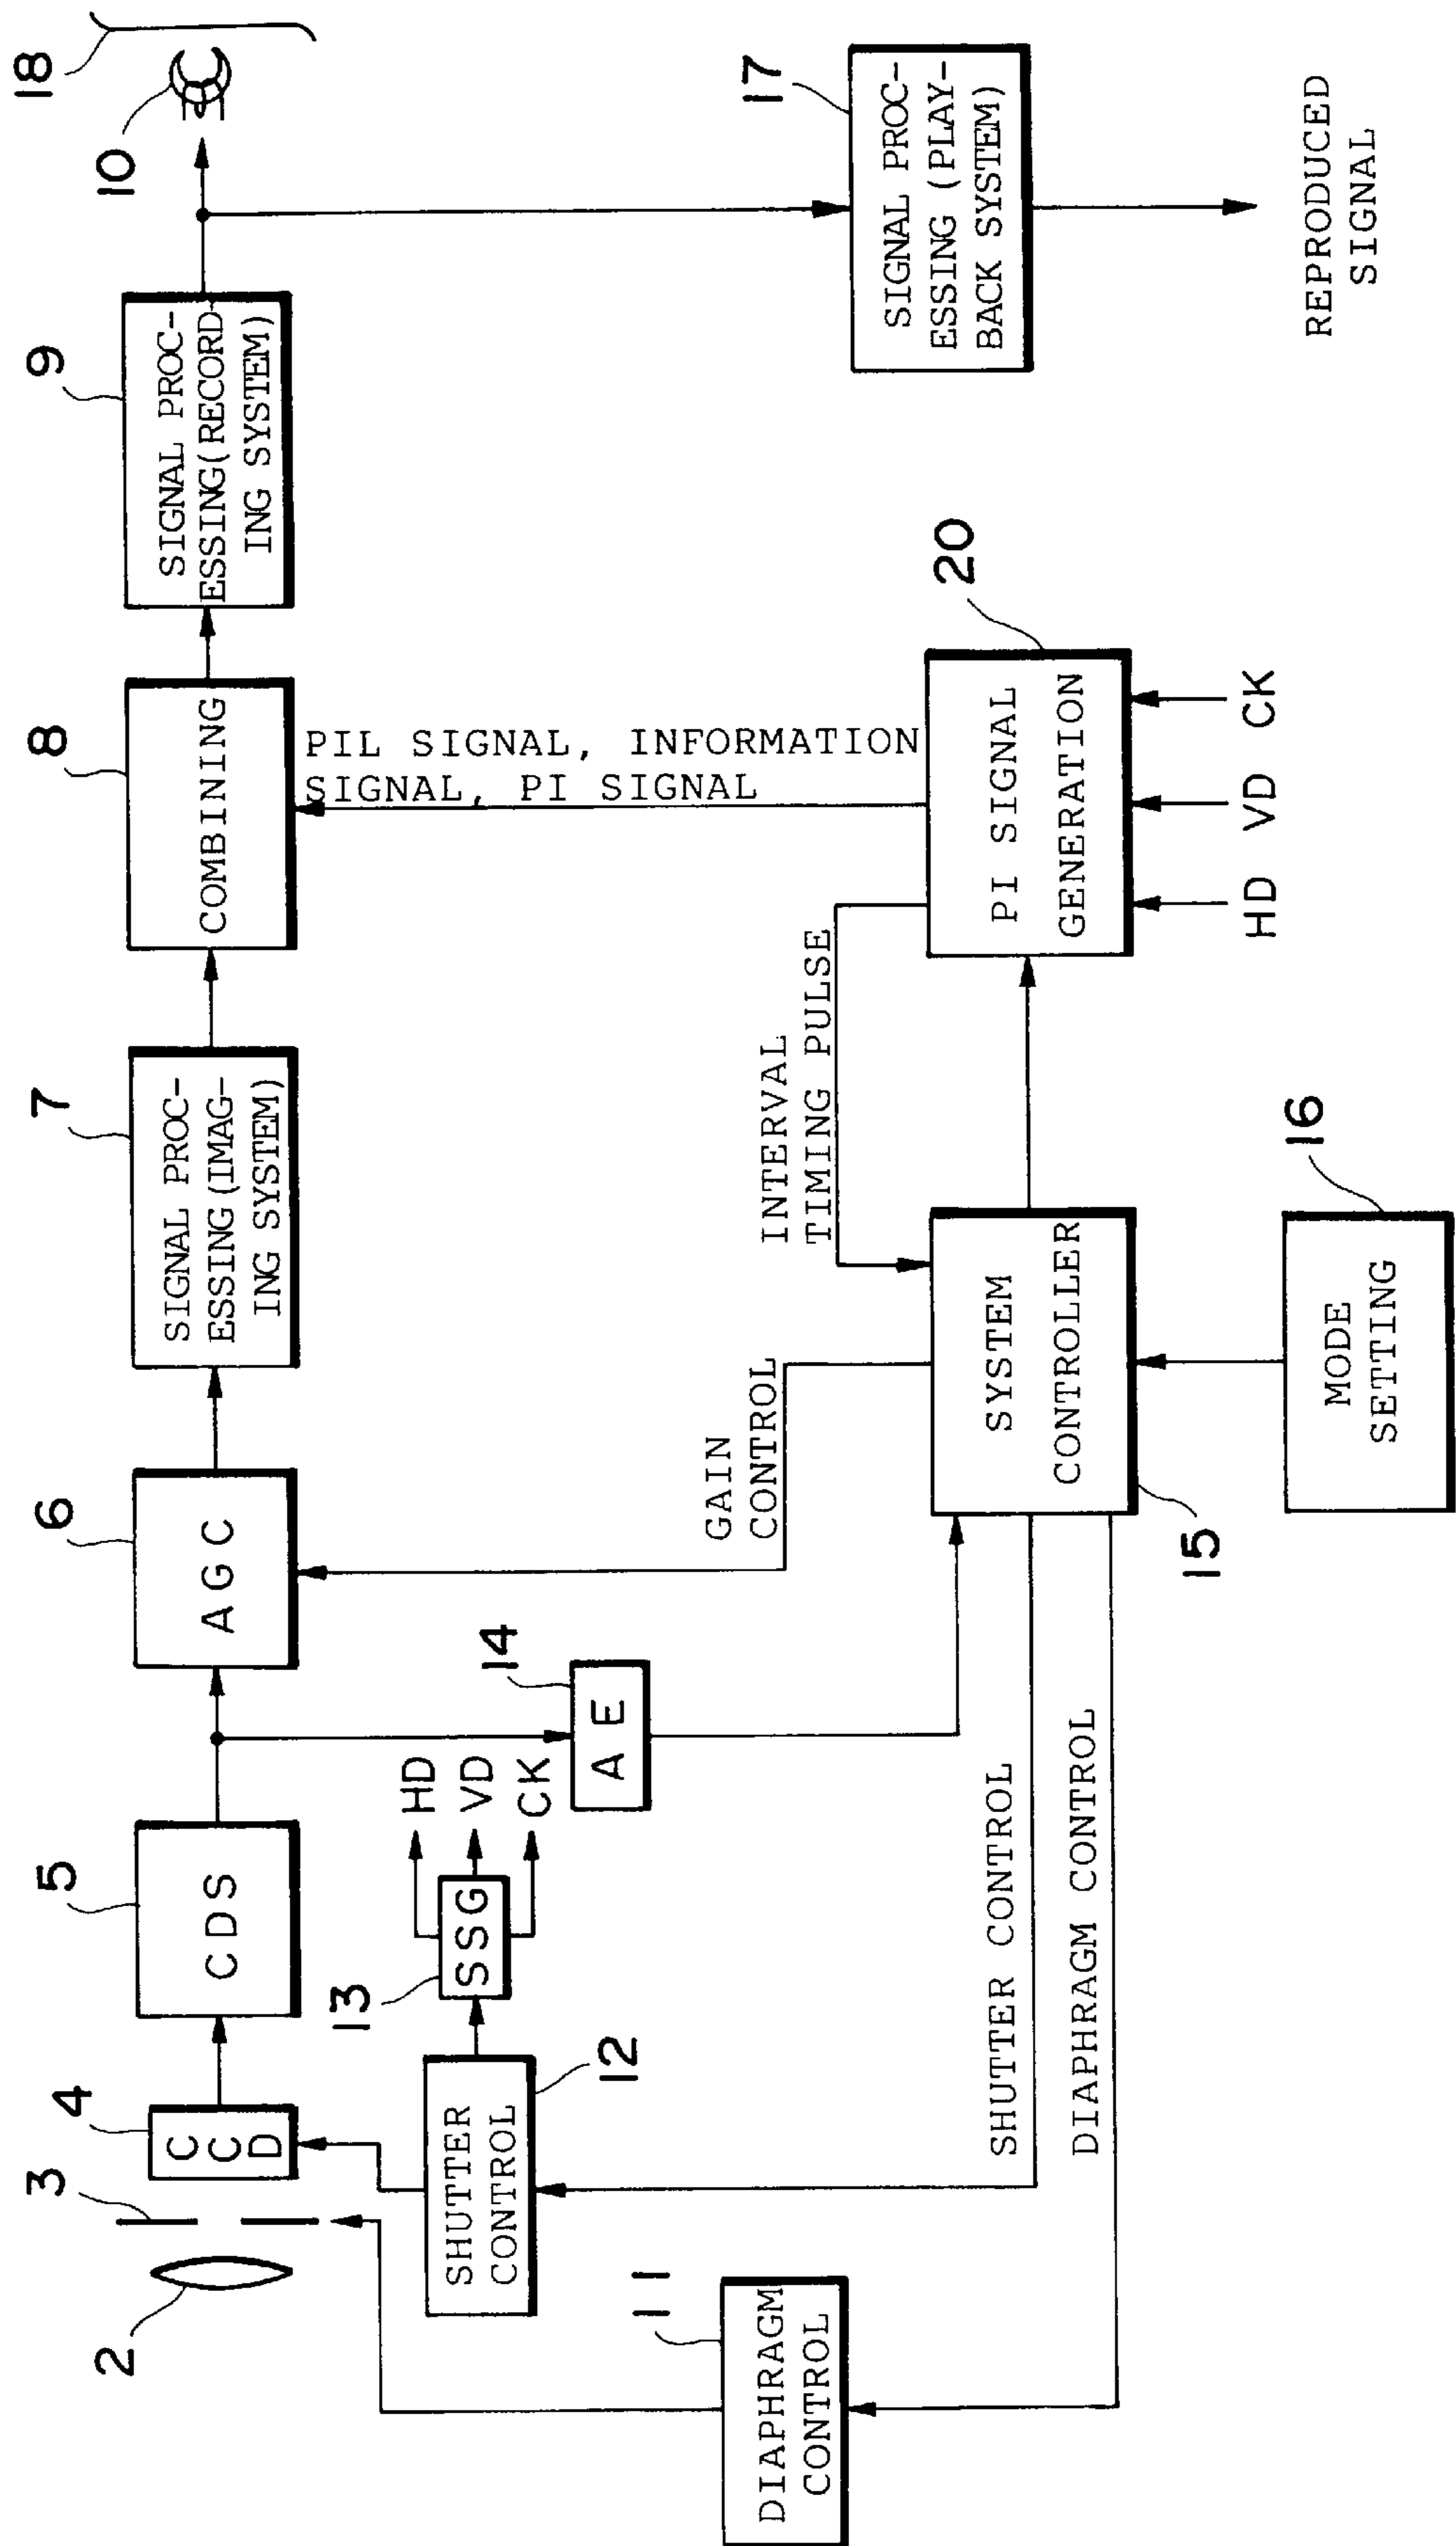 2
3
4
5
6
7
8
9
10
18
C
C
D
CDS
AGC
SIGNAL PROC-
ESSING(IMAG-
ING SYSTEM)
COMBINING
SIGNAL PROC-
ESSING(RECORD-
ING SYSTEM)
PIL SIGNAL, INFORMATION
SIGNAL, PI SIGNAL
12
SHUTTER
CONTROL
13
SSG
HD
VD
CK
14
AE
GAIN
CONTROL
INTERVAL
TIMING PULSE
17
SIGNAL PROC-
ESSING (PLAY-
BACK SYSTEM)
11
DIAPHRAGM
CONTROL
SHUTTER CONTROL
DIAPHRAGM CONTROL
SYSTEM
CONTROLLER
15
20
PI SIGNAL
GENERATION
HD VD CK
16
MODE
SETTING
REPRODUCED
SIGNAL